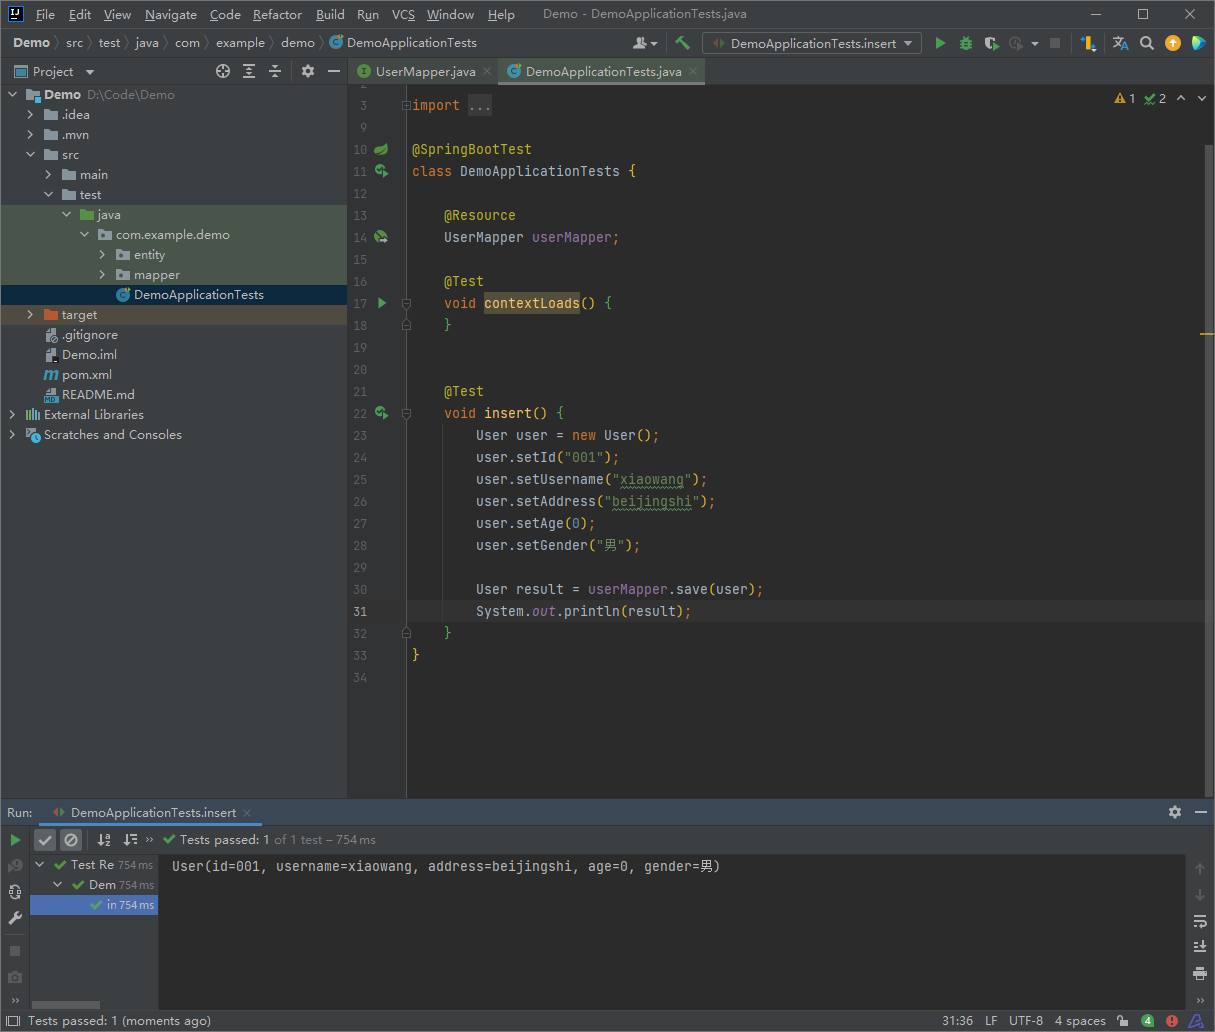 File Edit View Navigate Code Refactor Build Run VCS Window Help Demo - DemoApplicationTests.java
Demo src test java com example demo DemoApplicationTests DemoApplicationTests.insert
Project
UserMapper.java DemoApplicationTests.java
Demo D:\Code\Demo
.idea
.mvn
src
main
test
java
com.example.demo
entity
mapper
DemoApplicationTests
target
.gitignore
Demo.iml
pom.xml
README.md
External Libraries
Scratches and Consoles
1 2
3 import ...
9
10 @SpringBootTest
11 class DemoApplicationTests {
12
13 @Resource
14 UserMapper userMapper;
15
16 @Test
17 void contextLoads() {
18 }
19
20
21 @Test
22 void insert() {
23 User user = new User();
24 user.setId("001");
25 user.setUsername("xiaowang");
26 user.setAddress("beijingshi");
27 user.setAge(0);
28 user.setGender("男");
29
30 User result = userMapper.save(user);
31 System.out.println(result);
32 }
33 }
34
Run: DemoApplicationTests.insert
Tests passed: 1 of 1 test – 754 ms
Test Re 754 ms
Dem 754 ms
in 754 ms
User(id=001, username=xiaowang, address=beijingshi, age=0, gender=男)
Tests passed: 1 (moments ago) 31:36 LF UTF-8 4 spaces 4